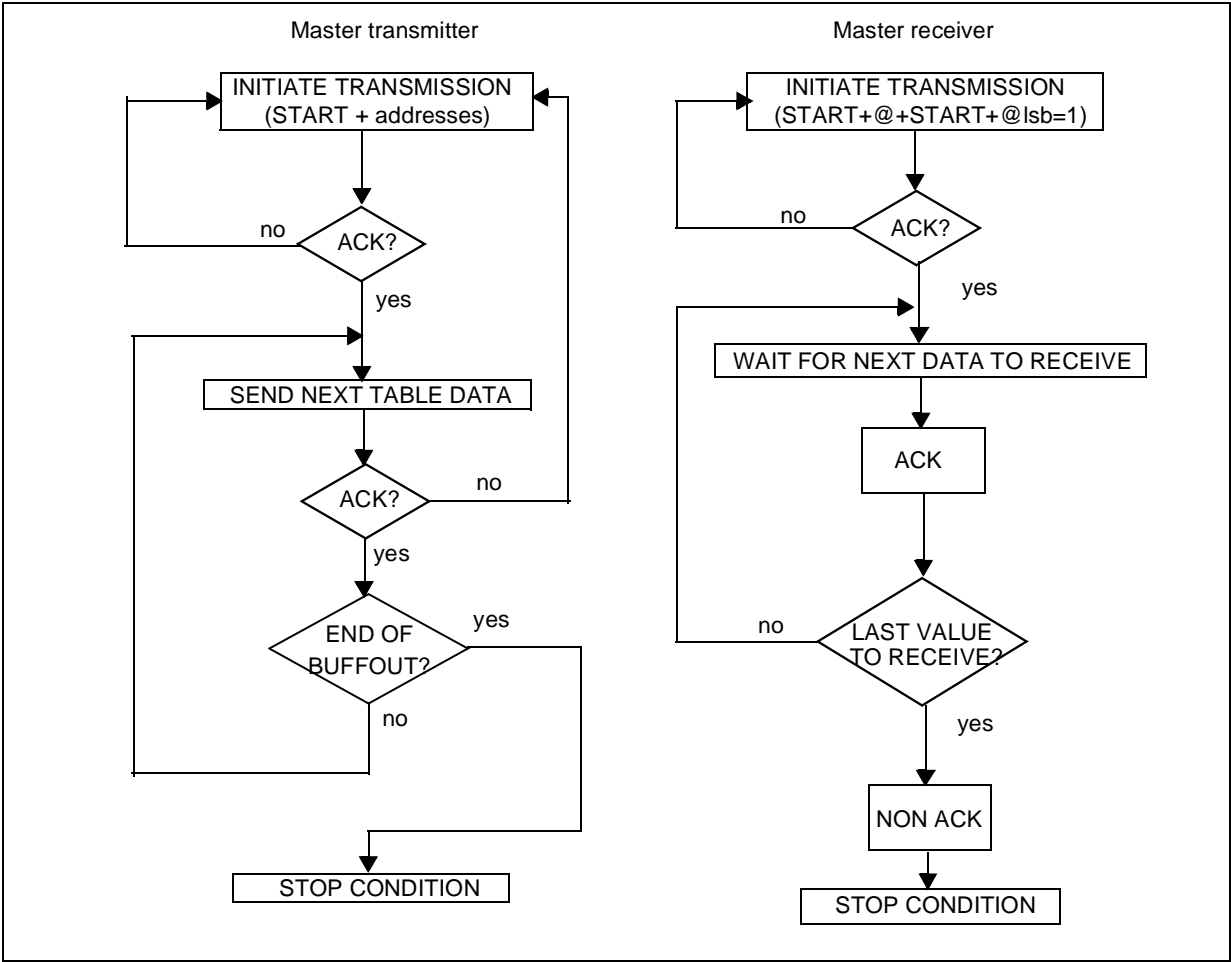 Master transmitter
INITIATE TRANSMISSION
(START + addresses)
no
ACK?
yes
SEND NEXT TABLE DATA
ACK?
no
yes
END OF
BUFFOUT?
yes
no
STOP CONDITION
Master receiver
INITIATE TRANSMISSION
(START+@+START+@lsb=1)
no
ACK?
yes
WAIT FOR NEXT DATA TO RECEIVE
ACK
no
LAST VALUE
TO RECEIVE?
yes
NON ACK
STOP CONDITION